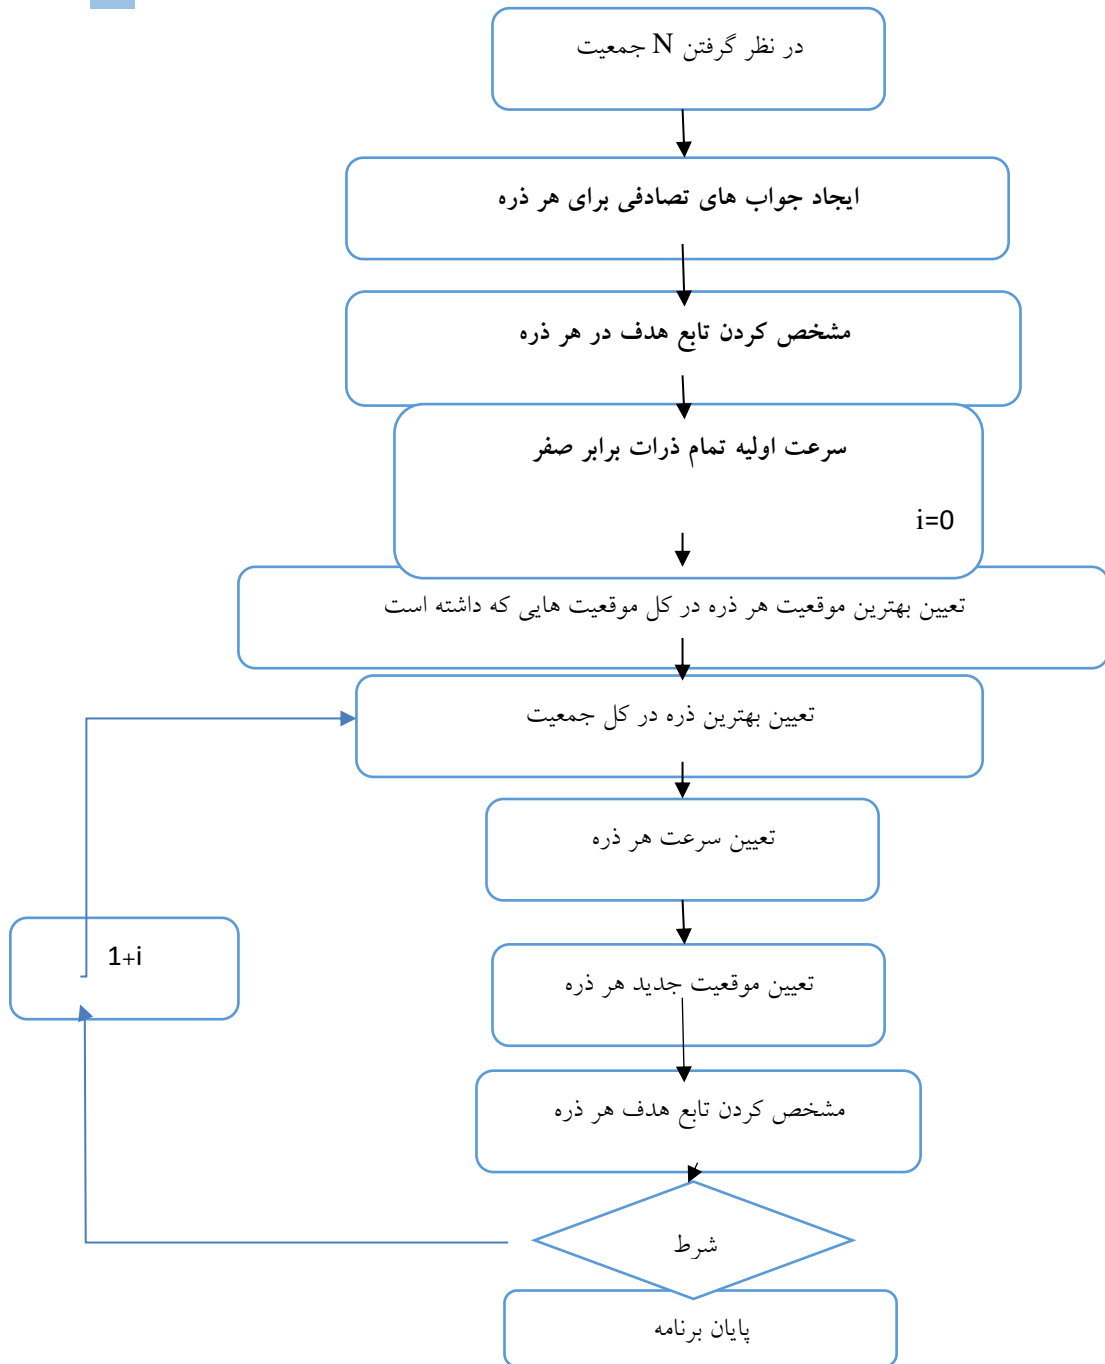 در نظر گرفتن N جمعیت
ایجاد جواب های تصادفی برای هر ذره
مشخص کردن تابع هدف در هر ذره
سرعت اولیه تمام ذرات برابر صفر
i=0
تعیین بهترین موقعیت هر ذره در کل موقعیت هایی که داشته است
تعیین بهترین ذره در کل جمعیت
تعیین سرعت هر ذره
1+i
تعیین موقعیت جدید هر ذره
مشخص کردن تابع هدف هر ذره
شرط
پایان برنامه